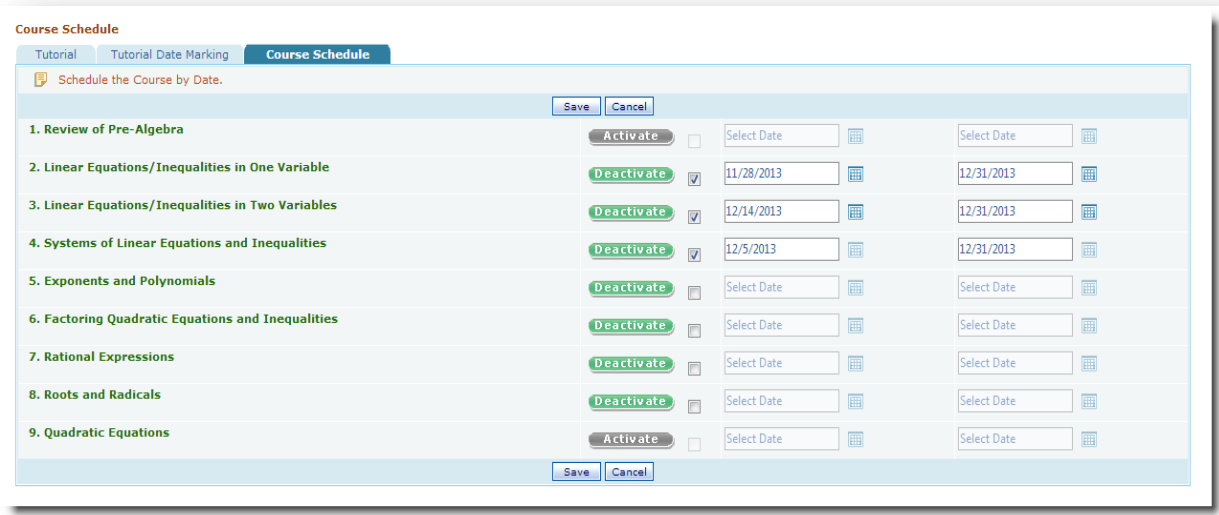 Course Schedule
Tutorial Tutorial Date Marking Course Schedule
Schedule the Course by Date.
Save Cancel
1. Review of Pre-Algebra Activate Select Date Select Date
2. Linear Equations/Inequalities in One Variable Deactivate 11/28/2013 12/31/2013
3. Linear Equations/Inequalities in Two Variables Deactivate 12/14/2013 12/31/2013
4. Systems of Linear Equations and Inequalities Deactivate 12/5/2013 12/31/2013
5. Exponents and Polynomials Deactivate Select Date Select Date
6. Factoring Quadratic Equations and Inequalities Deactivate Select Date Select Date
7. Rational Expressions Deactivate Select Date Select Date
8. Roots and Radicals Deactivate Select Date Select Date
9. Quadratic Equations Activate Select Date Select Date
Save Cancel